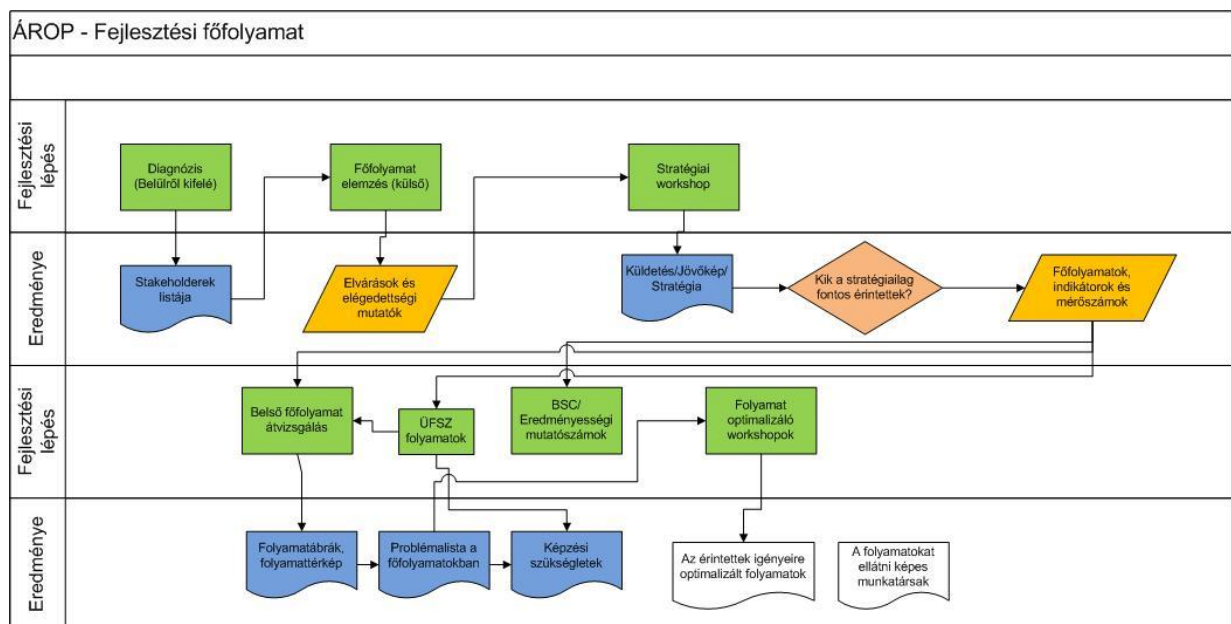 ÁROP - Fejlesztési főfolyamat
Fejlesztési
lépés
Diagnózis
(Belülről kifelé)
Főfolyamat
elemzés (külső)
Stratégiai
workshop
Eredménye
Stakeholderek
listája
Elvárások és
elégedettségi
mutatók
Küldetés/Jövőkép/
Stratégia
Kik a stratégiailag
fontos érintettek?
Főfolyamatok,
indikátorok és
mérőszámok
Fejlesztési
lépés
Belső főfolyamat
átvizsgálás
ÜFSZ
folyamatok
BSC/
Eredményességi
mutatószámok
Folyamat
optimalizáló
workshopok
Eredménye
Folyamatábrák,
folyamattérkép
Problémalista a
főfolyamatokban
Képzési
szükségletek
Az érintettek igényeire
optimalizált folyamatok
A folyamatokat
ellátni képes
munkatársak